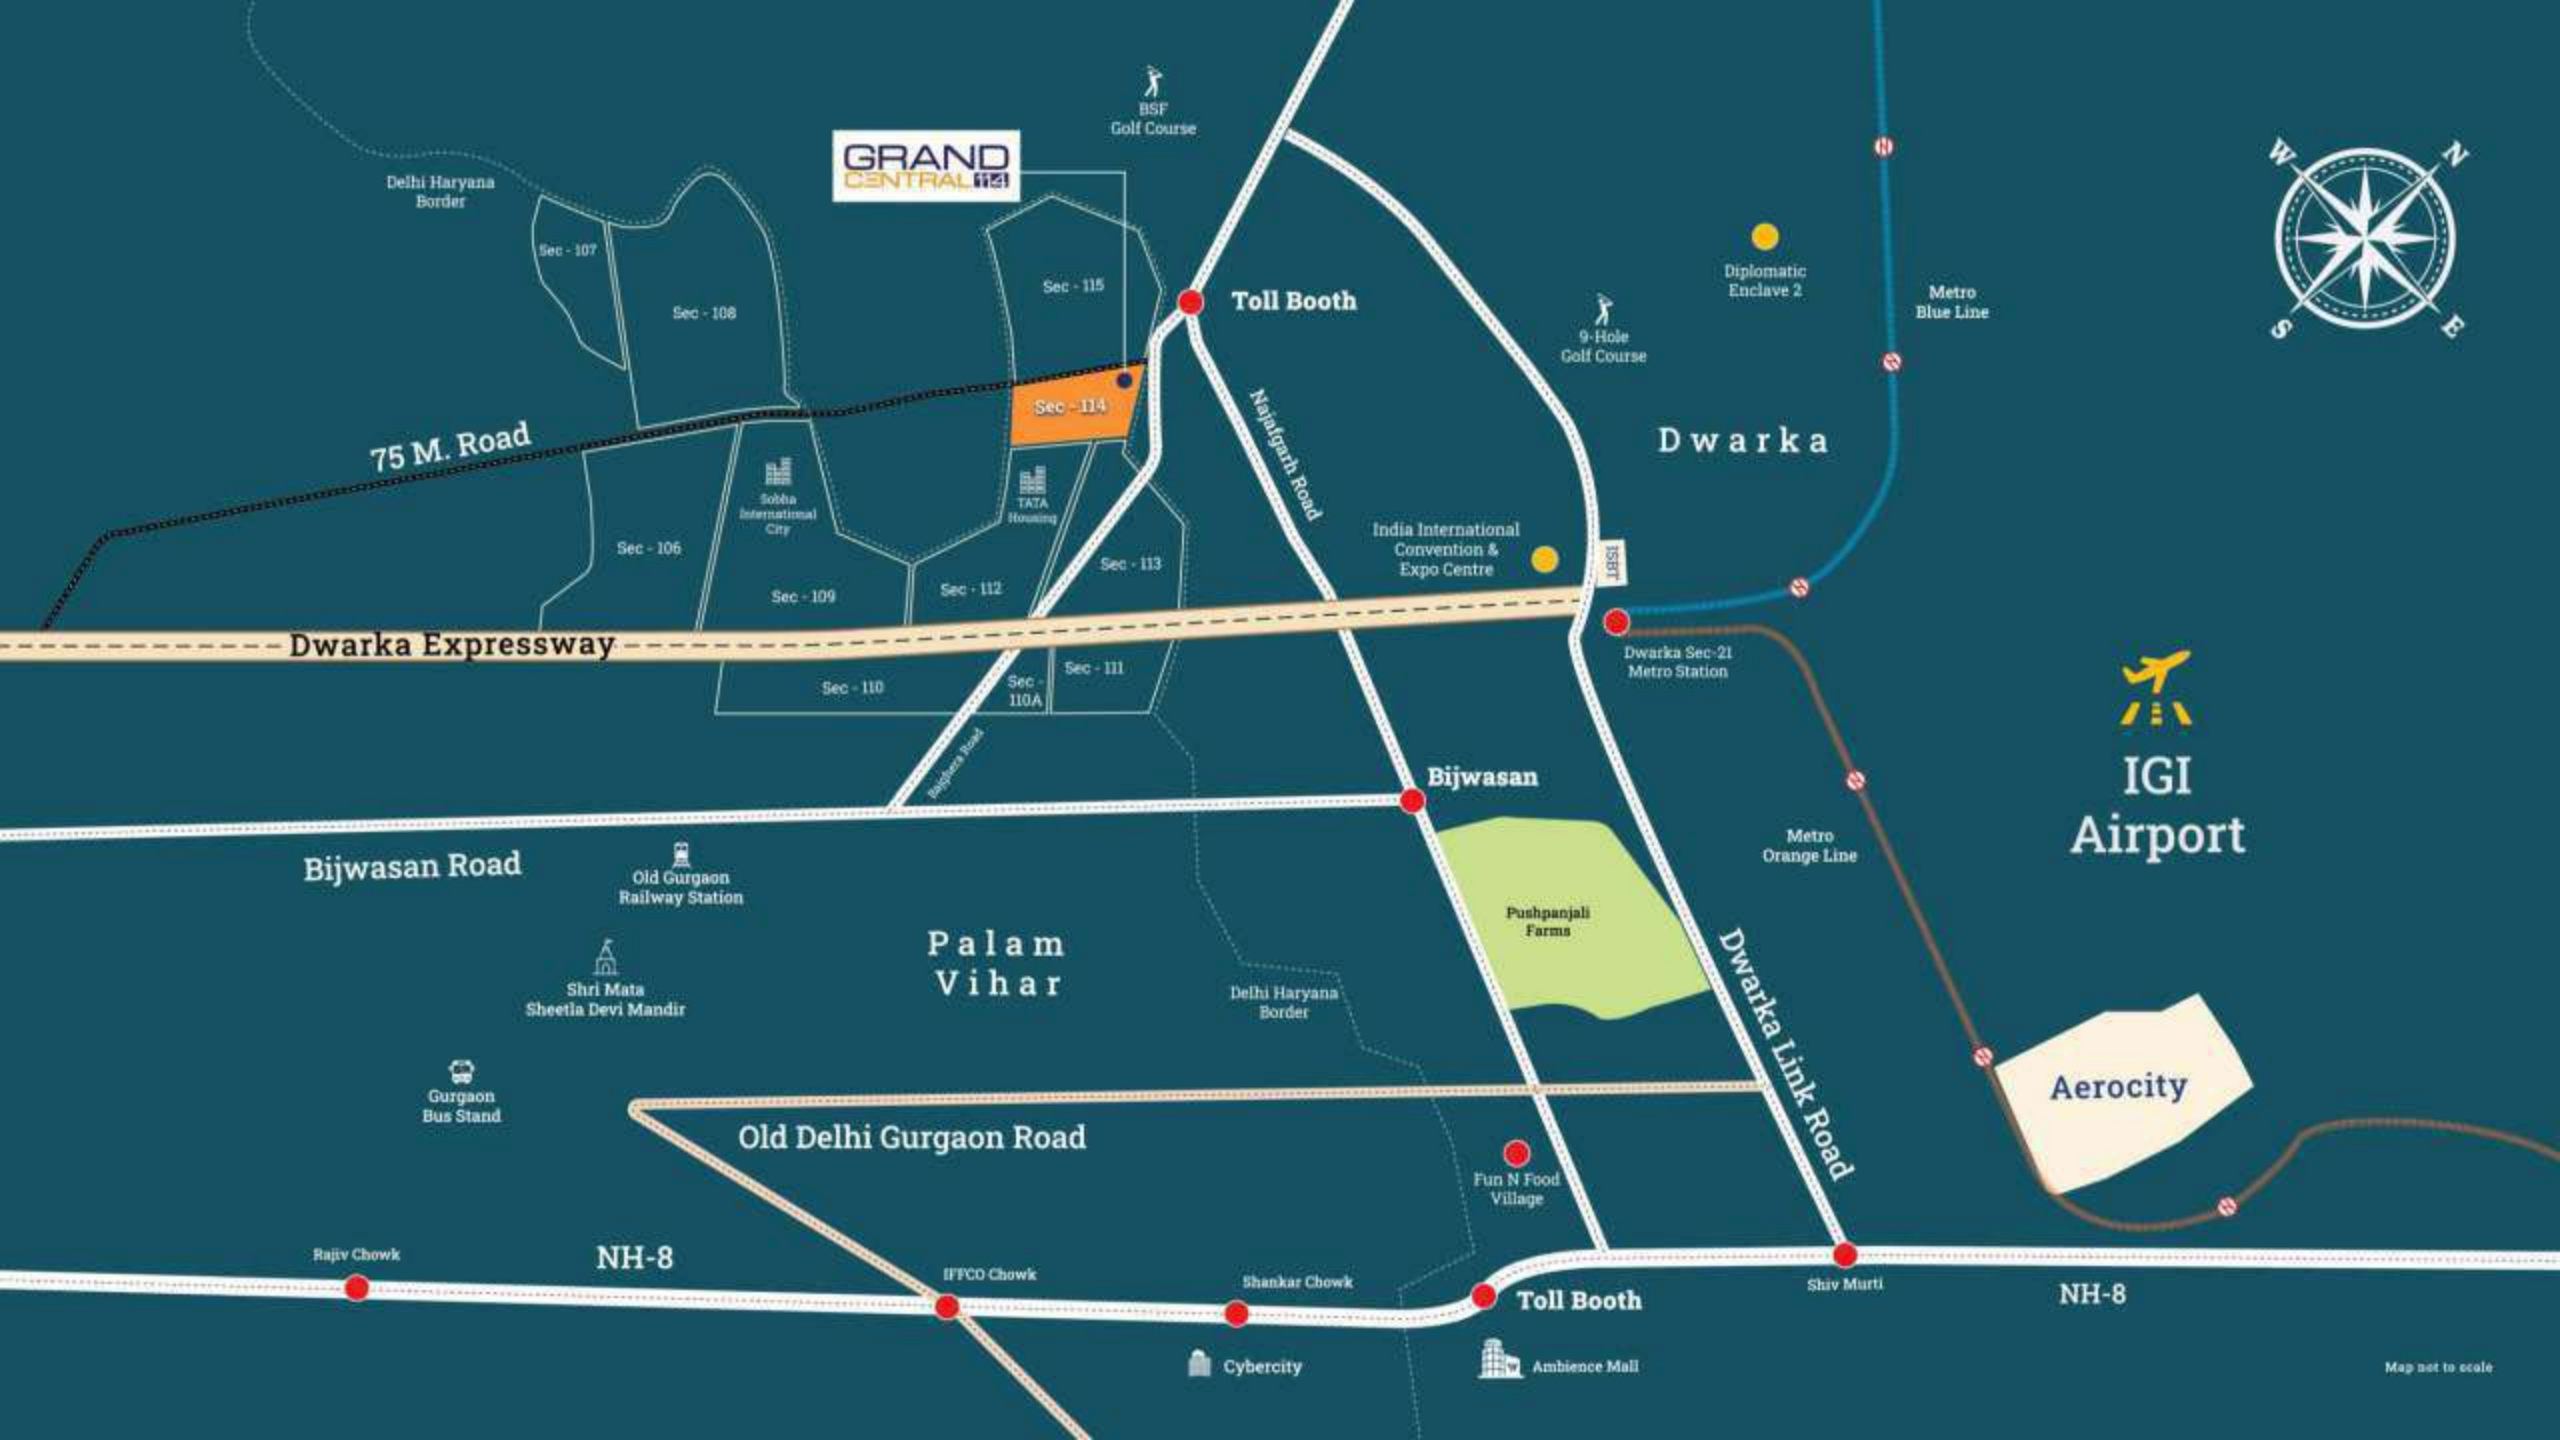 BSF
Golf Course
GRAND
CENTRAL 114
Delhi Haryana
Border
W
N
S
E
Sec - 107
Sec - 108
Sec - 115
Toll Booth
Diplomatic
Enclave 2
Metro
Blue Line
9-Hole
Golf Course
Sec - 114
75 M. Road
Najafgarh Road
Dwarka
Sobha
International
City
TATA
Housing
India International
Convention &
Expo Centre
ISBT
Sec - 106
Sec - 109
Sec - 112
Sec - 113
Dwarka Expressway
Dwarka Sec-21
Metro Station
Sec - 110
Sec -
110A
Sec - 111
Bajghera Road
Bijwasan
IGI
Airport
Metro
Orange Line
Bijwasan Road
Old Gurgaon
Railway Station
Pushpanjali
Farms
Palam
Vihar
Shri Mata
Sheetla Devi Mandir
Delhi Haryana
Border
Dwarka Link Road
Gurgaon
Bus Stand
Aerocity
Old Delhi Gurgaon Road
Fun N Food
Village
Rajiv Chowk
NH-8
IFFCO Chowk
Shankar Chowk
Toll Booth
Shiv Murti
NH-8
Cybercity
Ambience Mall
Map not to scale